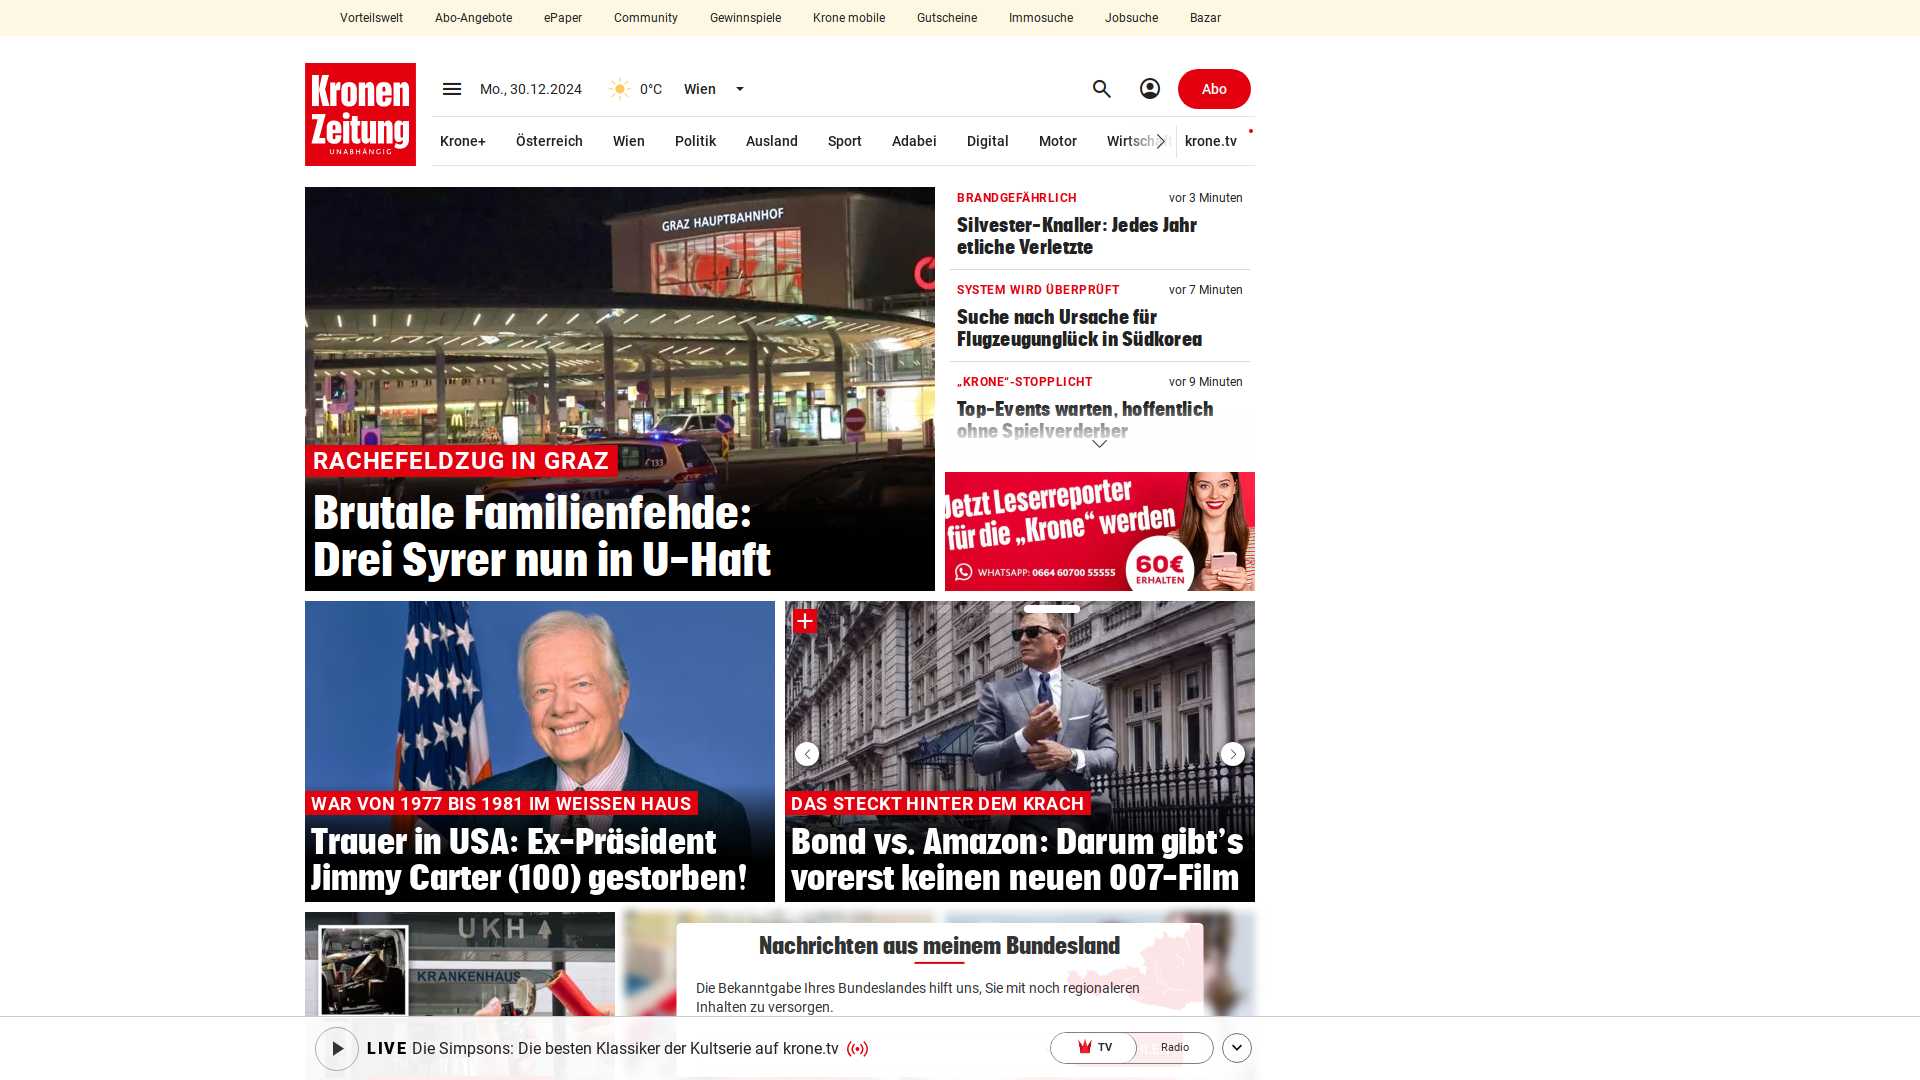 Vorteilswelt Abo-Angebote ePaper Community Gewinnspiele Krone mobile Gutscheine Immosuche Jobsuche Bazar
Kronen
Zeitung
UNABHÄNGIG
Mo., 30.12.2024 0°C Wien
Abo
Krone+ Österreich Wien Politik Ausland Sport Adabei Digital Motor Wirtschaft krone.tv
GRAZ HAUPTBAHNHOF
133
RACHEFELDZUG IN GRAZ
Brutale Familienfehde:
Drei Syrer nun in U-Haft
BRANDGEFÄHRLICH vor 3 Minuten
Silvester-Knaller: Jedes Jahr
etliche Verletzte
SYSTEM WIRD ÜBERPRÜFT vor 7 Minuten
Suche nach Ursache für
Flugzeugunglück in Südkorea
„KRONE“-STOPPLICHT vor 9 Minuten
Top-Events warten, hoffentlich
ohne Spielverderber
Jetzt Leserreporter
für die „Krone“ werden
WHATSAPP: 0664 60700 55555
60€
ERHALTEN
WAR VON 1977 BIS 1981 IM WEISSEN HAUS
Trauer in USA: Ex-Präsident
Jimmy Carter (100) gestorben!
DAS STECKT HINTER DEM KRACH
Bond vs. Amazon: Darum gibt’s
vorerst keinen neuen 007-Film
UKH
KRANKENHAUS
Nachrichten aus meinem Bundesland
Die Bekanntgabe Ihres Bundeslandes hilft uns, Sie mit noch regionaleren
Inhalten zu versorgen.
LIVE Die Simpsons: Die besten Klassiker der Kultserie auf krone.tv
TV Radio